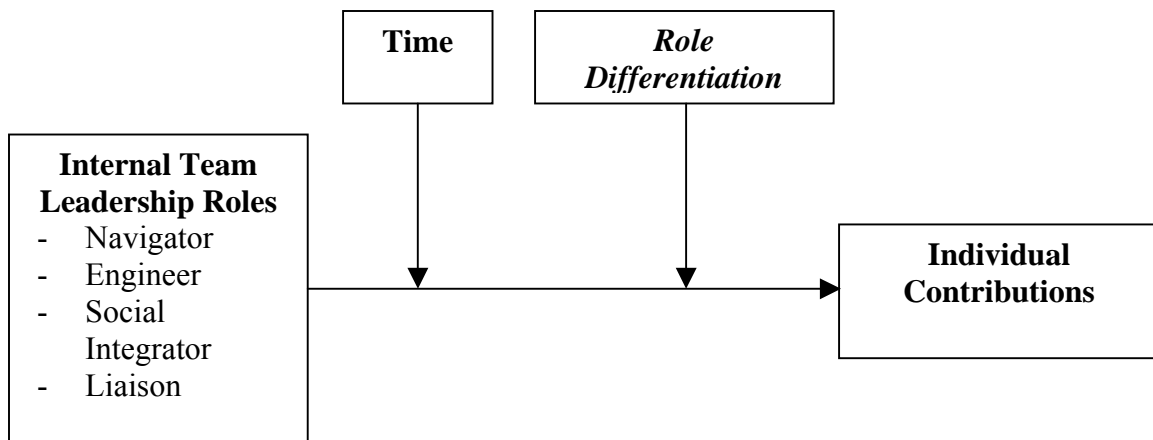 Time
Role
Differentiation
Internal Team
Leadership Roles
- Navigator
- Engineer
- Social
Integrator
- Liaison
Individual
Contributions